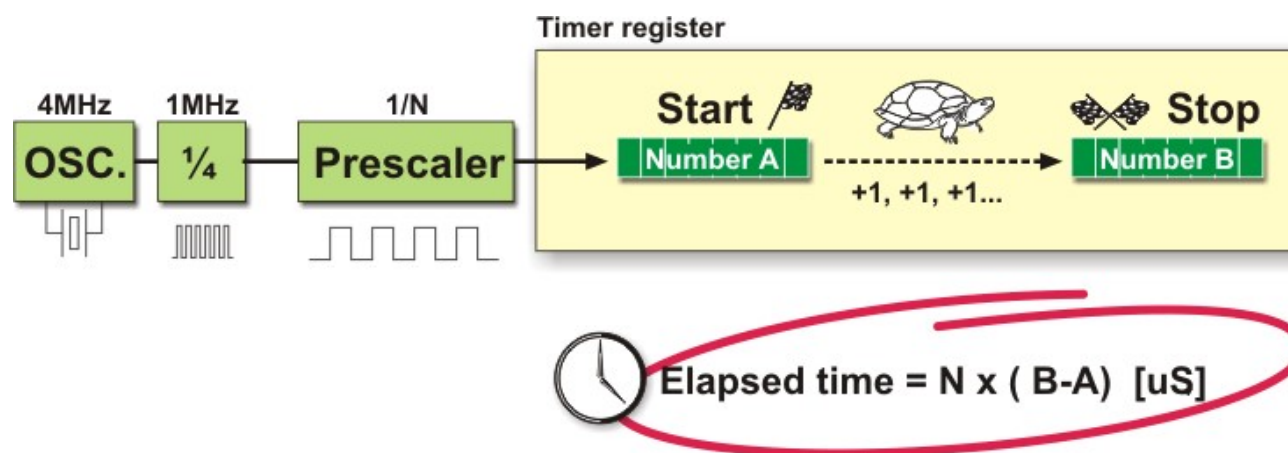 Timer register
4MHz 1MHz 1/N
OSC. ¼ Prescaler
Start Stop
Number A Number B
+1, +1, +1...
Elapsed time = N x ( B-A) [uS]